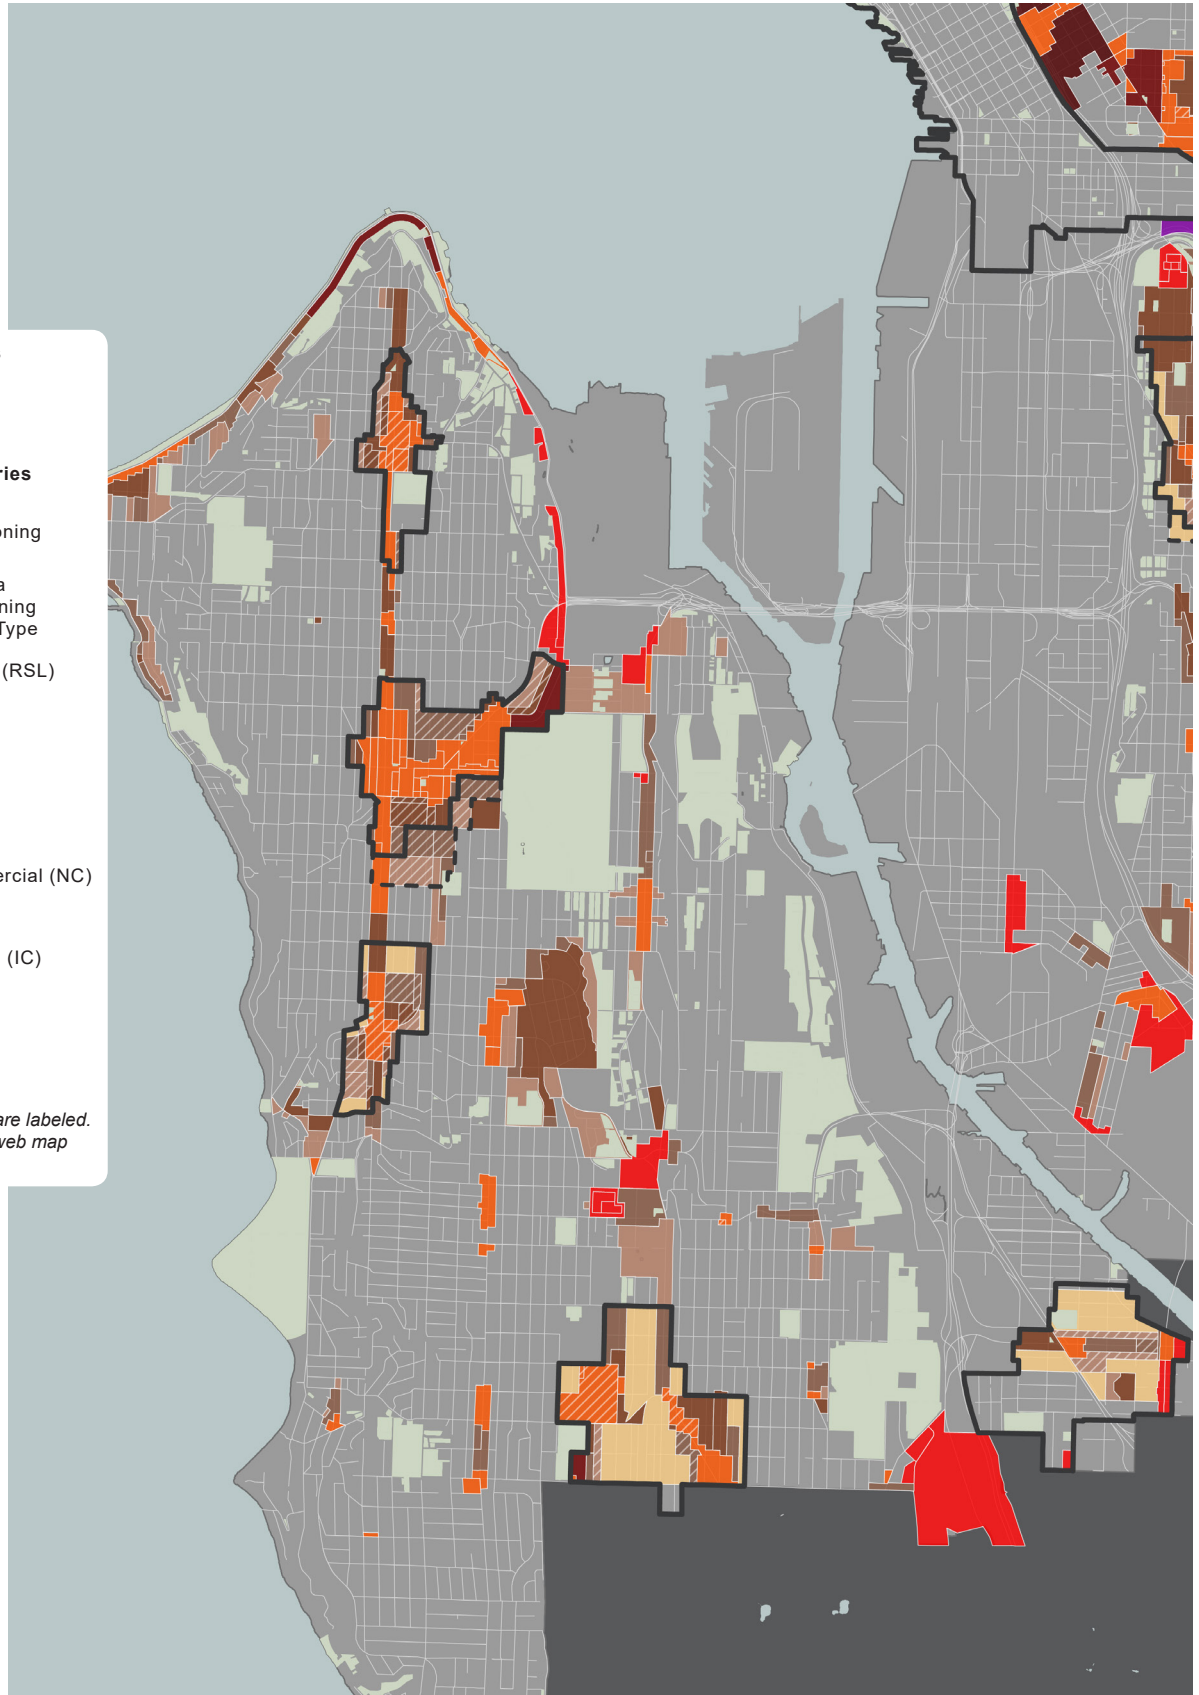 ries
oning
a
ning
Type
(RSL)
ercial (NC)
(IC)
are labeled.
web map